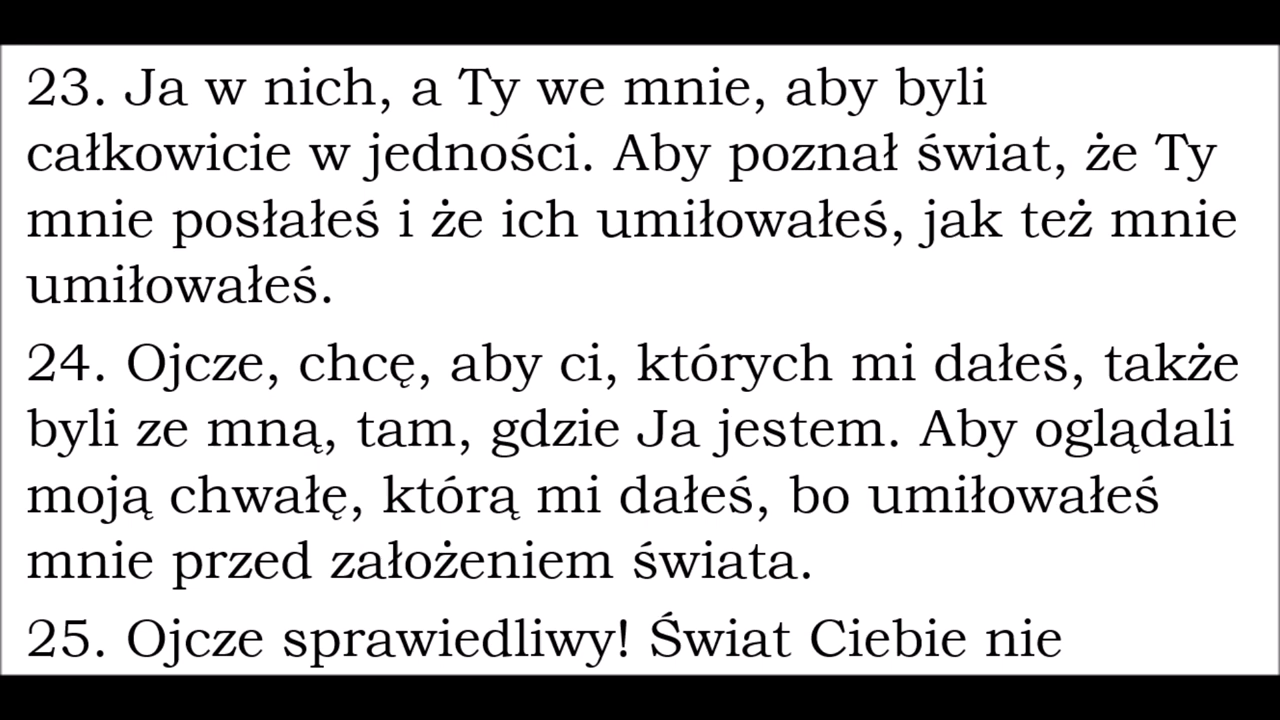 23. Ja w nich, a Ty we mnie, aby byli
całkowicie w jedności. Aby poznał świat, że Ty
mnie posłałeś i że ich umiłowałeś, jak też mnie
umiłowałeś.
24. Ojcze, chcę, aby ci, których mi dałeś, także
byli ze mną, tam, gdzie Ja jestem. Aby oglądali
moją chwałę, którą mi dałeś, bo umiłowałeś
mnie przed założeniem świata.
25. Ojcze sprawiedliwy! Świat Ciebie nie